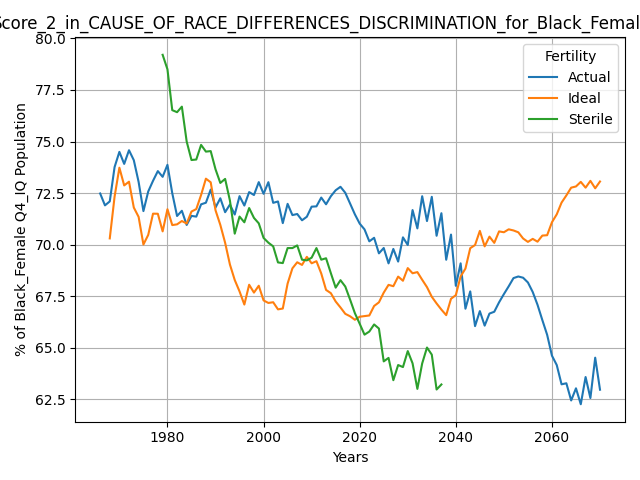 Score_2_in_CAUSE_OF_RACE_DIFFERENCES_DISCRIMINATION_for_Black_Femal
% of Black_Female Q4_IQ Population
80.0
77.5
75.0
72.5
70.0
67.5
65.0
62.5
Fertility
Actual
Ideal
Sterile
1980 2000 2020 2040 2060
Years